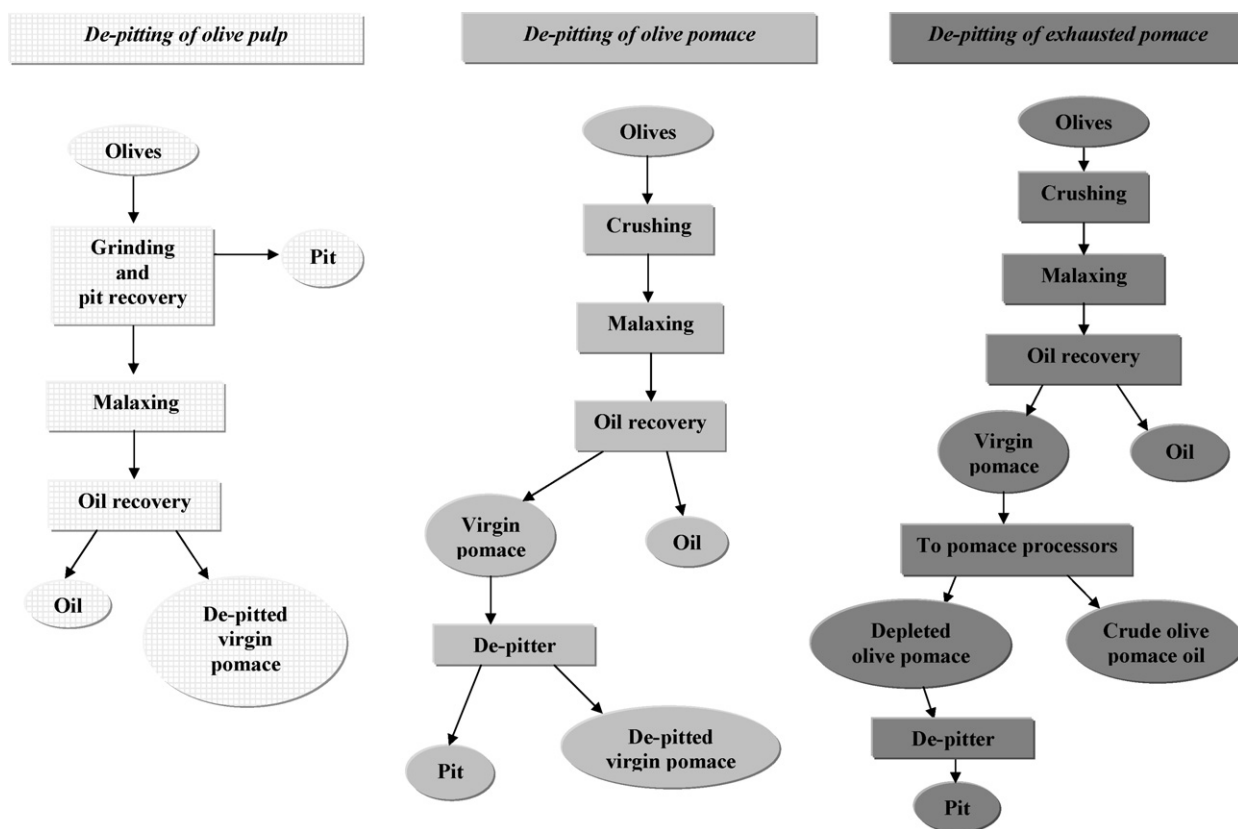 De-pitting of olive pulp
Olives
Grinding
and
pit recovery
Pit
Malaxing
Oil recovery
Oil
De-pitted
virgin
pomace
De-pitting of olive pomace
Olives
Crushing
Malaxing
Oil recovery
Virgin
pomace
Oil
De-pitter
Pit
De-pitted
virgin pomace
De-pitting of exhausted pomace
Olives
Crushing
Malaxing
Oil recovery
Virgin
pomace
Oil
To pomace processors
Depleted
olive pomace
Crude olive
pomace oil
De-pitter
Pit